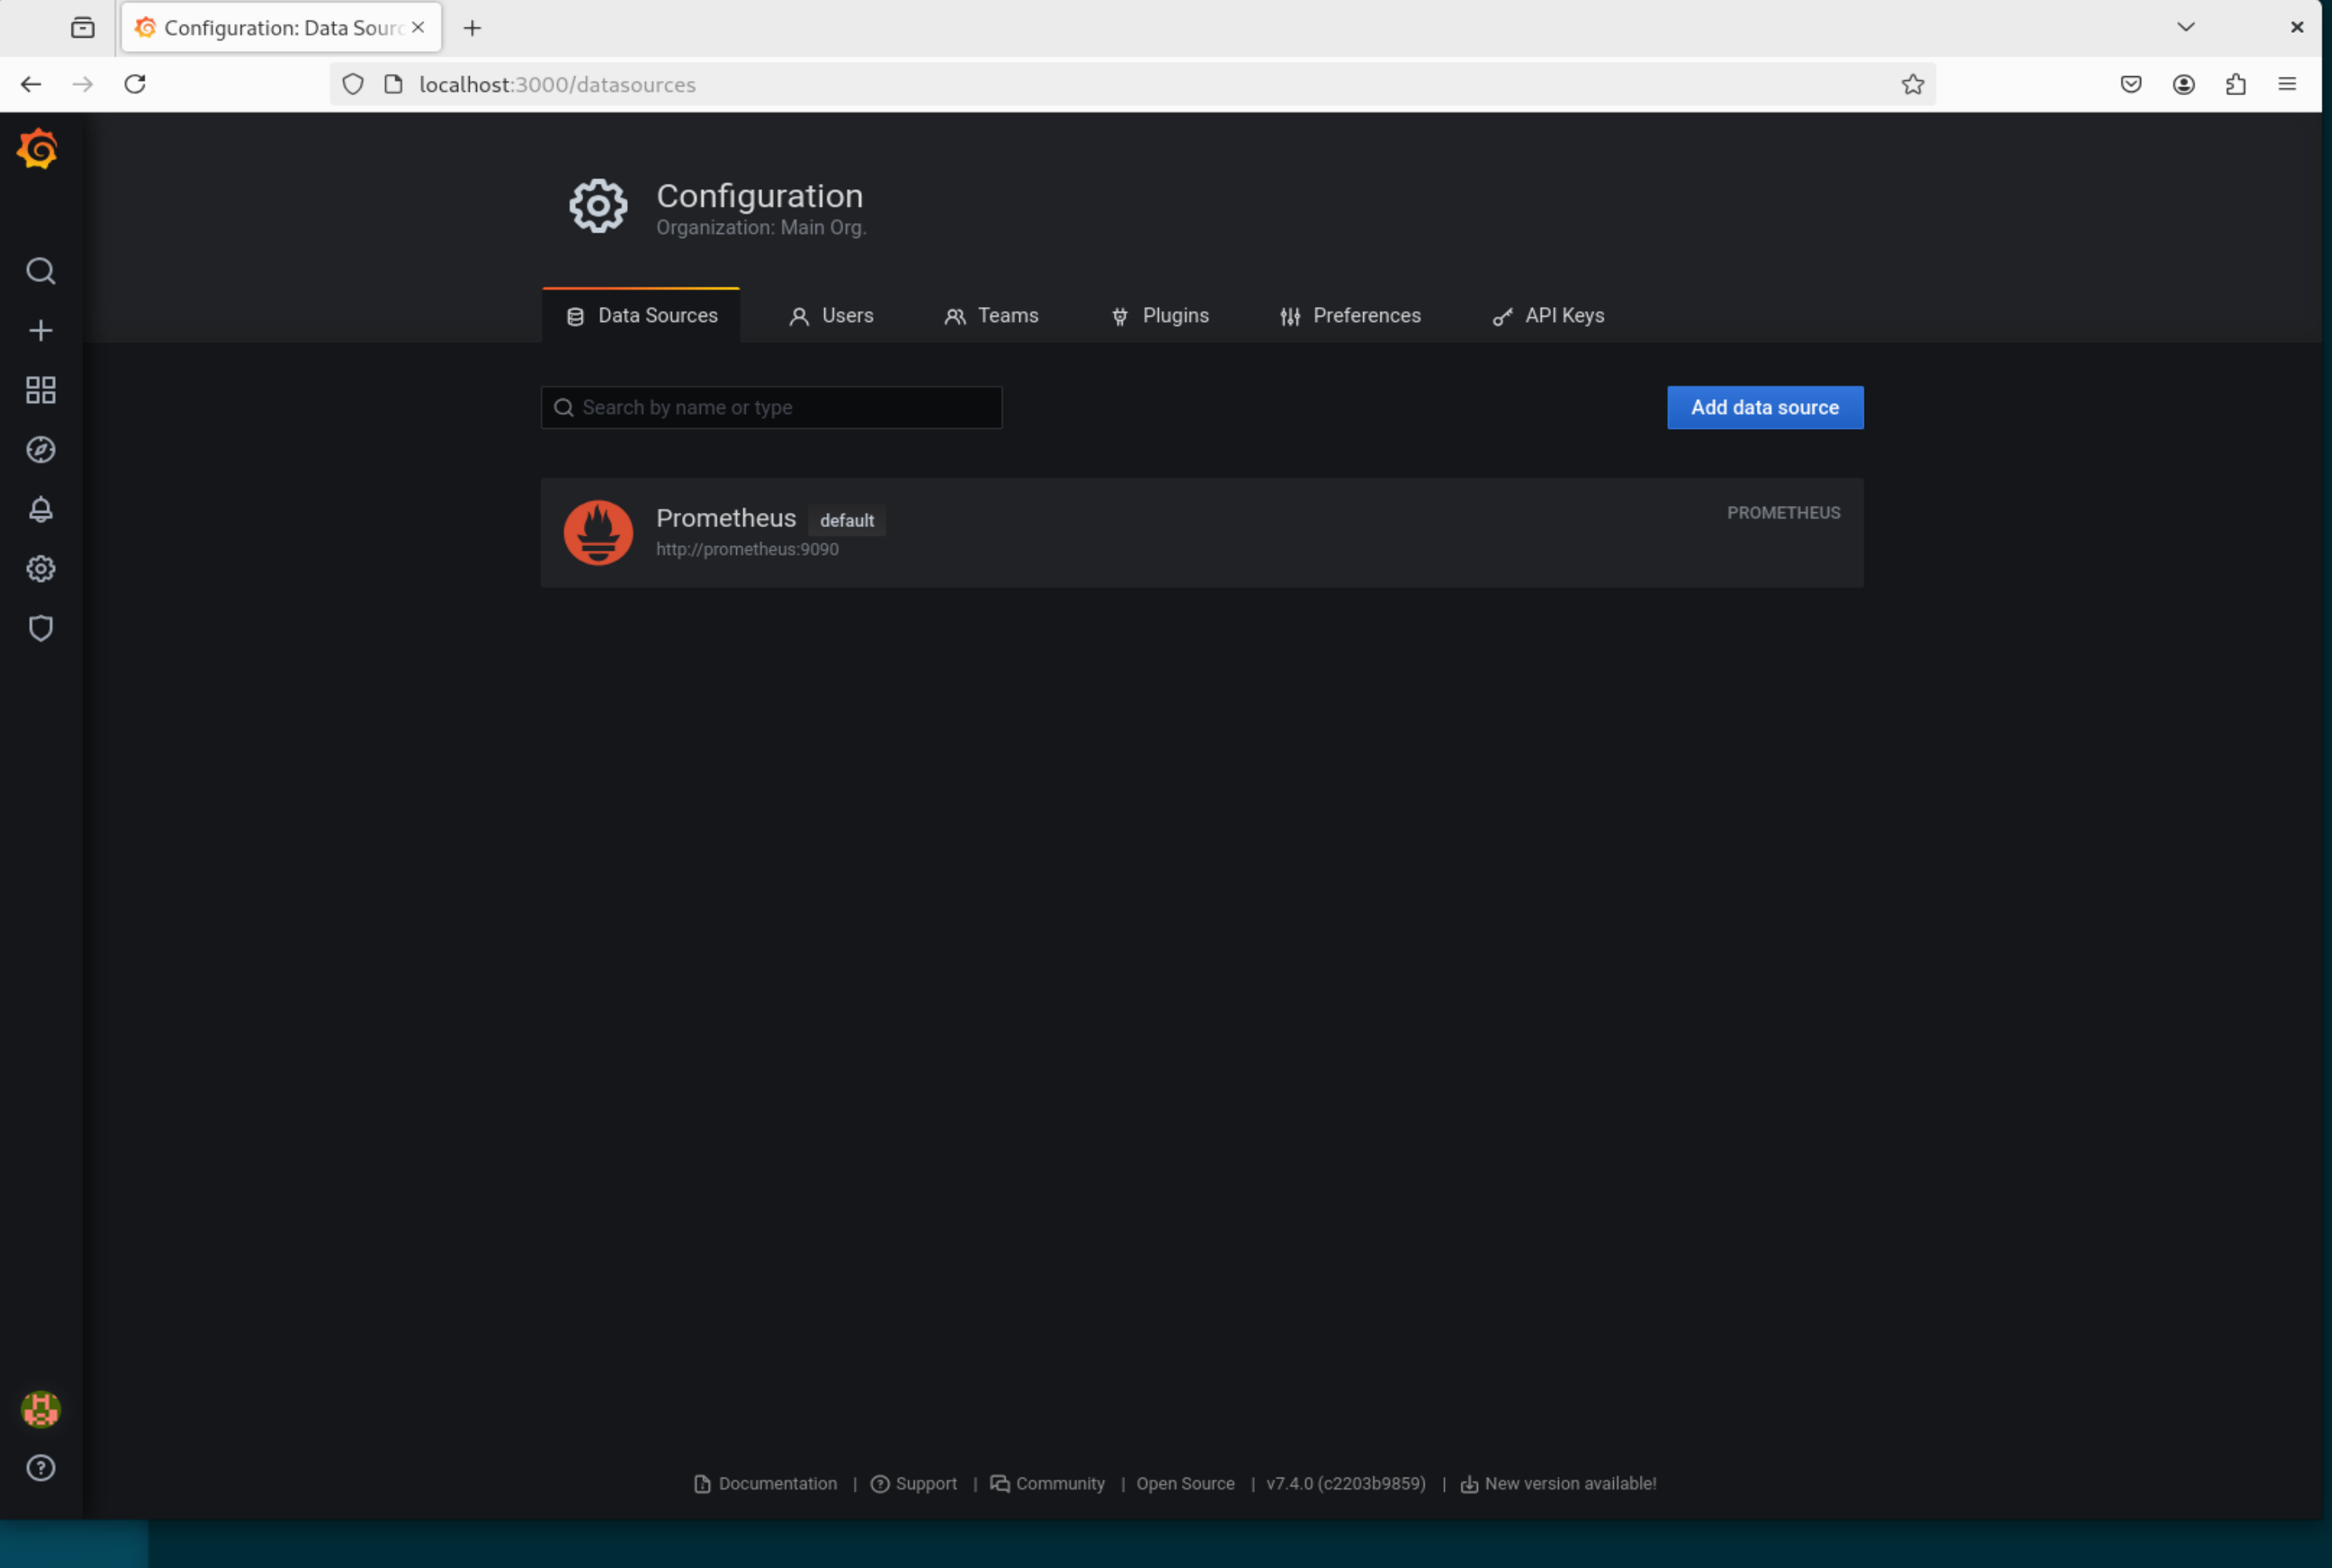 Configuration: Data Sourc
localhost:3000/datasources
Configuration
Organization: Main Org.
Data Sources
Users
Teams
Plugins
Preferences
API Keys
Search by name or type
Add data source
Prometheus default
PROMETHEUS
http://prometheus:9090
Documentation | Support | Community | Open Source | v7.4.0 (c2203b9859) | New version available!